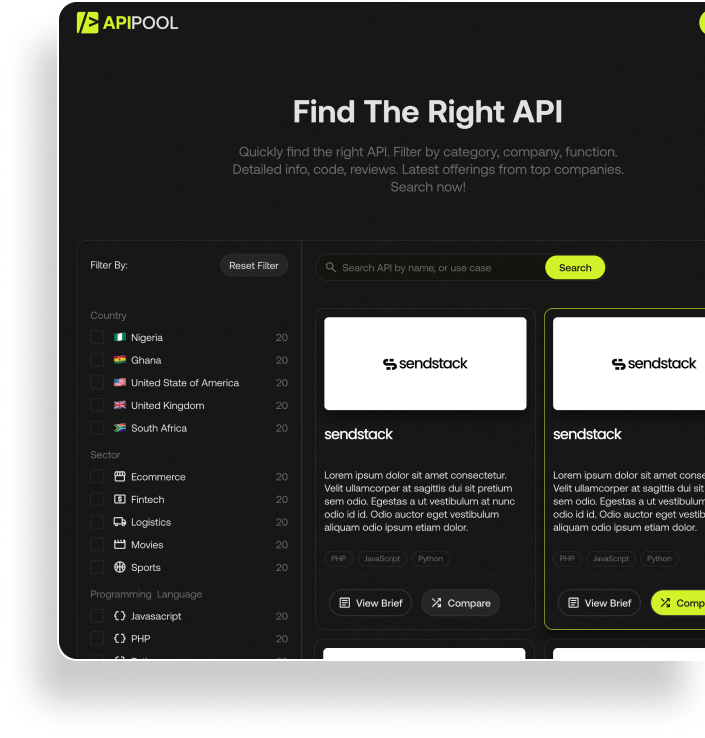 APIPOOL
Find The Right API
Quickly find the right API. Filter by category, company, function.
Detailed info, code, reviews. Latest offerings from top companies.
Search now!
Filter By:
Reset Filter
Search API by name, or use case
Search
Country
Nigeria 20
Ghana 20
United State of America 20
United Kingdom 20
South Africa 20
Sector
Ecommerce 20
Fintech 20
Logistics 20
Movies 20
Sports 20
Programming Language
Javasacript 20
PHP 20
sendstack
sendstack
Lorem ipsum dolor sit amet consectetur.
Velit ullamcorper at sagittis dui sit pretium
sem odio. Egestas a ut vestibulum at nunc
odio id id. Odio auctor eget vestibulum
aliquam odio ipsum etiam dolor.
PHP
JavaScript
Python
View Brief
Compare
sendstack
sendstack
Lorem ipsum dolor sit amet conse
Velit ullamcorper at sagittis dui sit
sem odio. Egestas a ut vestibulum
odio id id. Odio auctor eget vestib
aliquam odio ipsum etiam dolor.
PHP
JavaScript
Python
View Brief
Comp